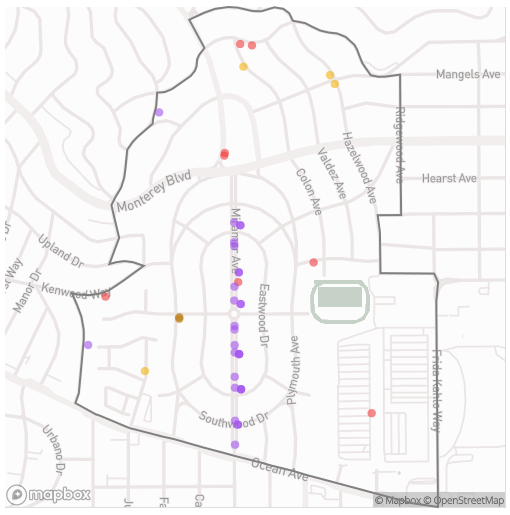 Mangels Ave
Ridgewood Ave
Hazelwood Ave
Valdez Ave
Colon Ave
Hearst Ave
Monterey Blvd
Miramar Ave
Upland Dr
Manor Dr
Kenwood Way
Eastwood Dr
Plymouth Ave
Frida Kahlo Way
Southwood Dr
Urbano Dr
Ocean Ave
mapbox
© Mapbox © OpenStreetMap